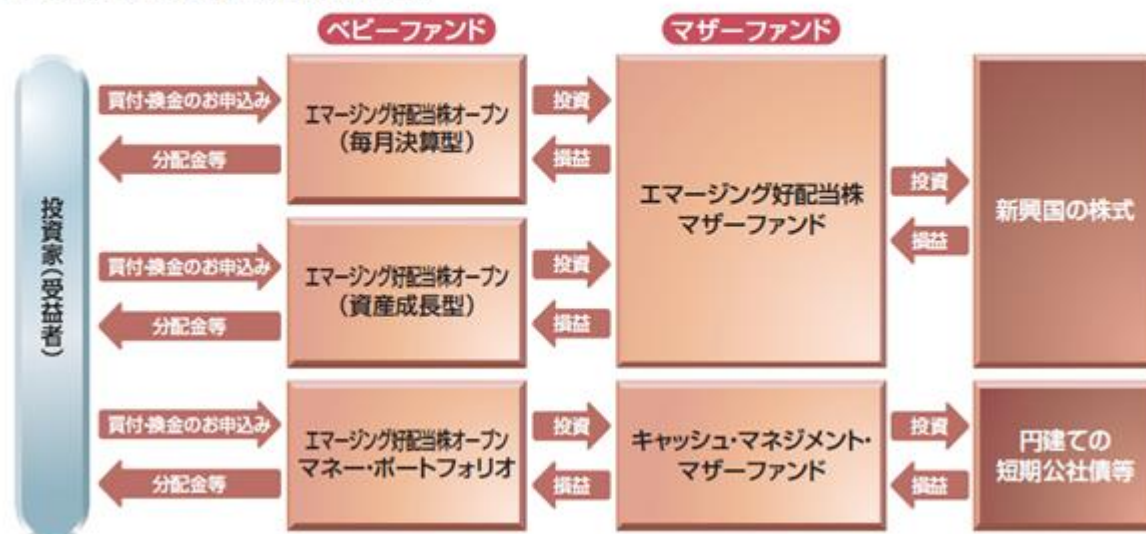 ベビーファンド
マザーファンド
投資家(受益者)
買付・換金のお申込み
分配金等
エマージング好配当株オープン
(毎月決算型)
投資
損益
買付・換金のお申込み
分配金等
エマージング好配当株オープン
(資産成長型)
投資
損益
エマージング好配当株
マザーファンド
投資
損益
新興国の株式
買付・換金のお申込み
分配金等
エマージング好配当株オープン
マネー・ポートフォリオ
投資
損益
キャッシュ・マネジメント・
マザーファンド
投資
損益
円建ての
短期公社債等